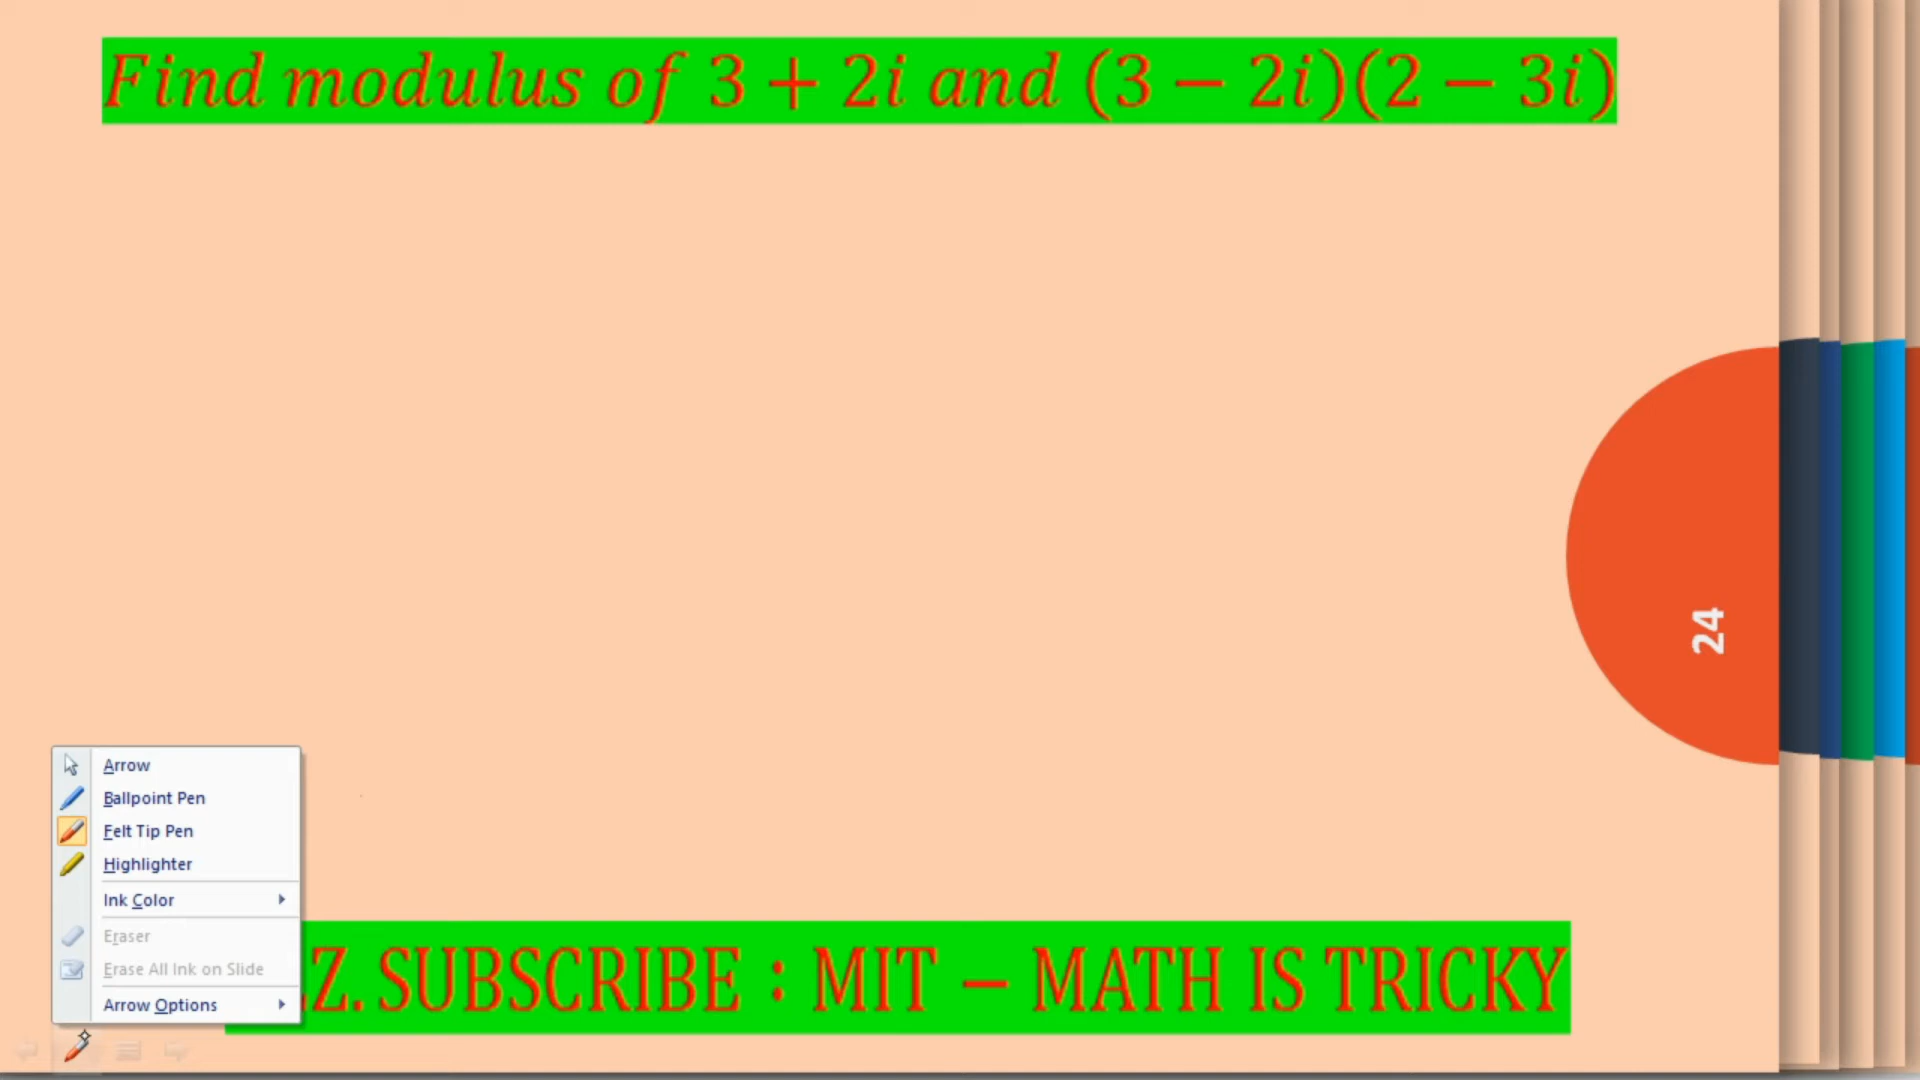 Find modulus of 3 + 2i and (3 − 2i)(2 − 3i)
24
Arrow
Ballpoint Pen
Felt Tip Pen
Highlighter
Ink Color
Eraser
Erase All Ink on Slide
Arrow Options
Z. SUBSCRIBE : MIT − MATH IS TRICKY